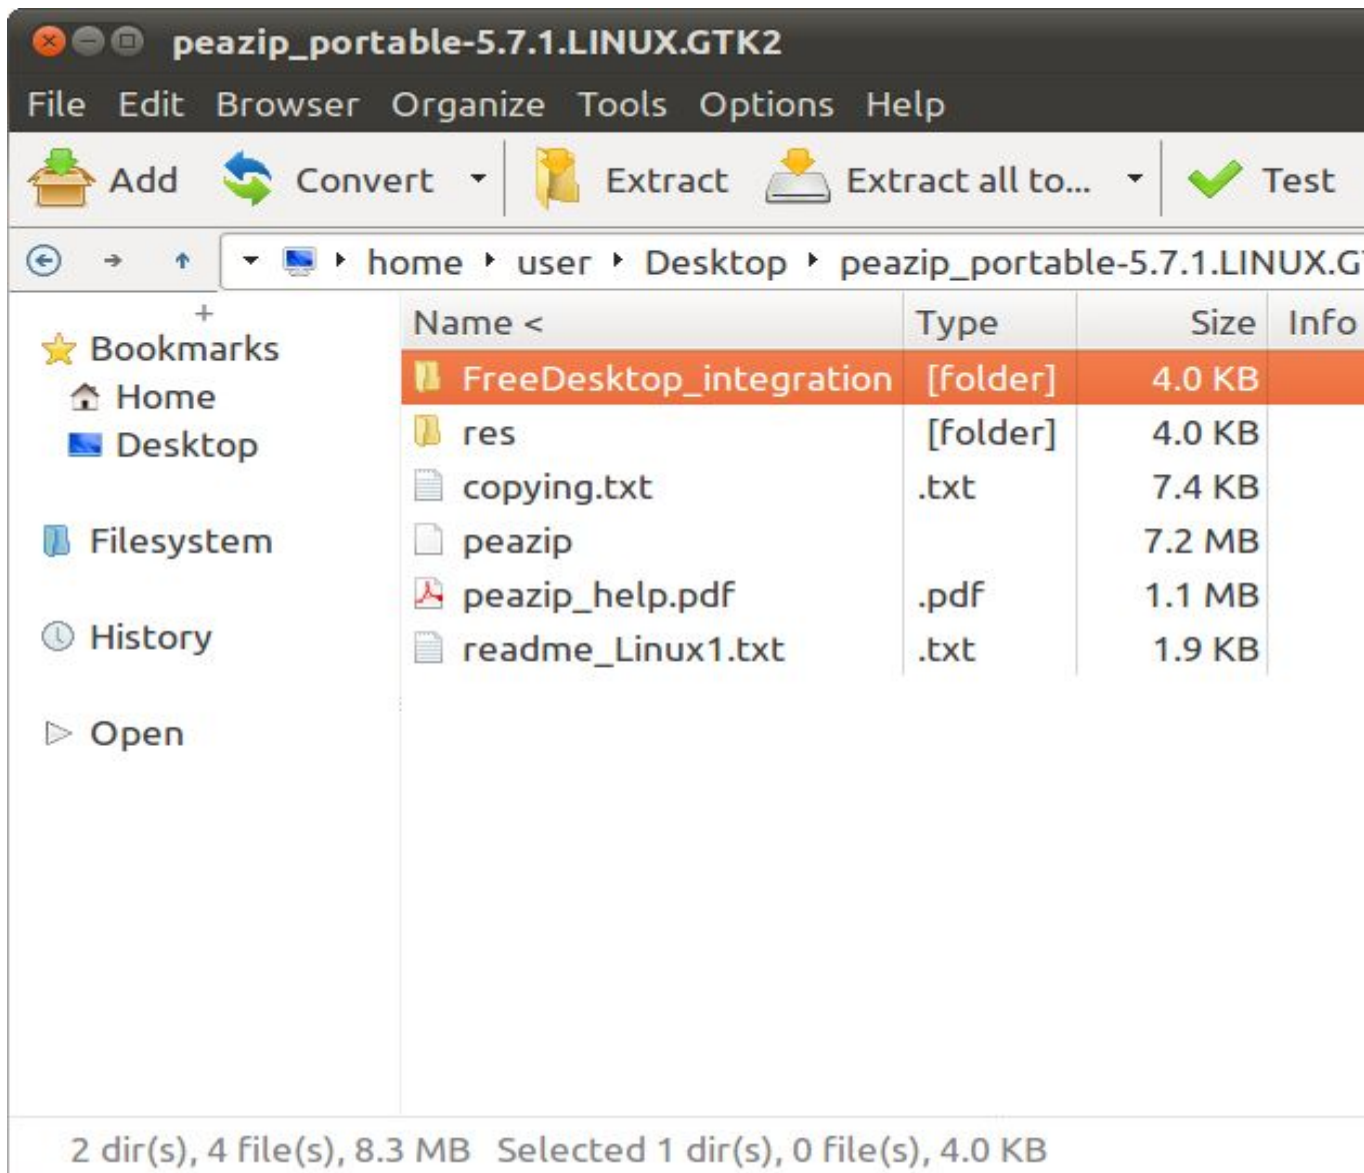 peazip_portable-5.7.1.LINUX.GTK2
File Edit Browser Organize Tools Options Help
Add Convert Extract Extract all to... Test
home user Desktop peazip_portable-5.7.1.LINUX.G
Bookmarks
Home
Desktop
Filesystem
History
Open
Name < Type Size Info
FreeDesktop_integration [folder] 4.0 KB
res [folder] 4.0 KB
copying.txt .txt 7.4 KB
peazip 7.2 MB
peazip_help.pdf .pdf 1.1 MB
readme_Linux1.txt .txt 1.9 KB
2 dir(s), 4 file(s), 8.3 MB Selected 1 dir(s), 0 file(s), 4.0 KB